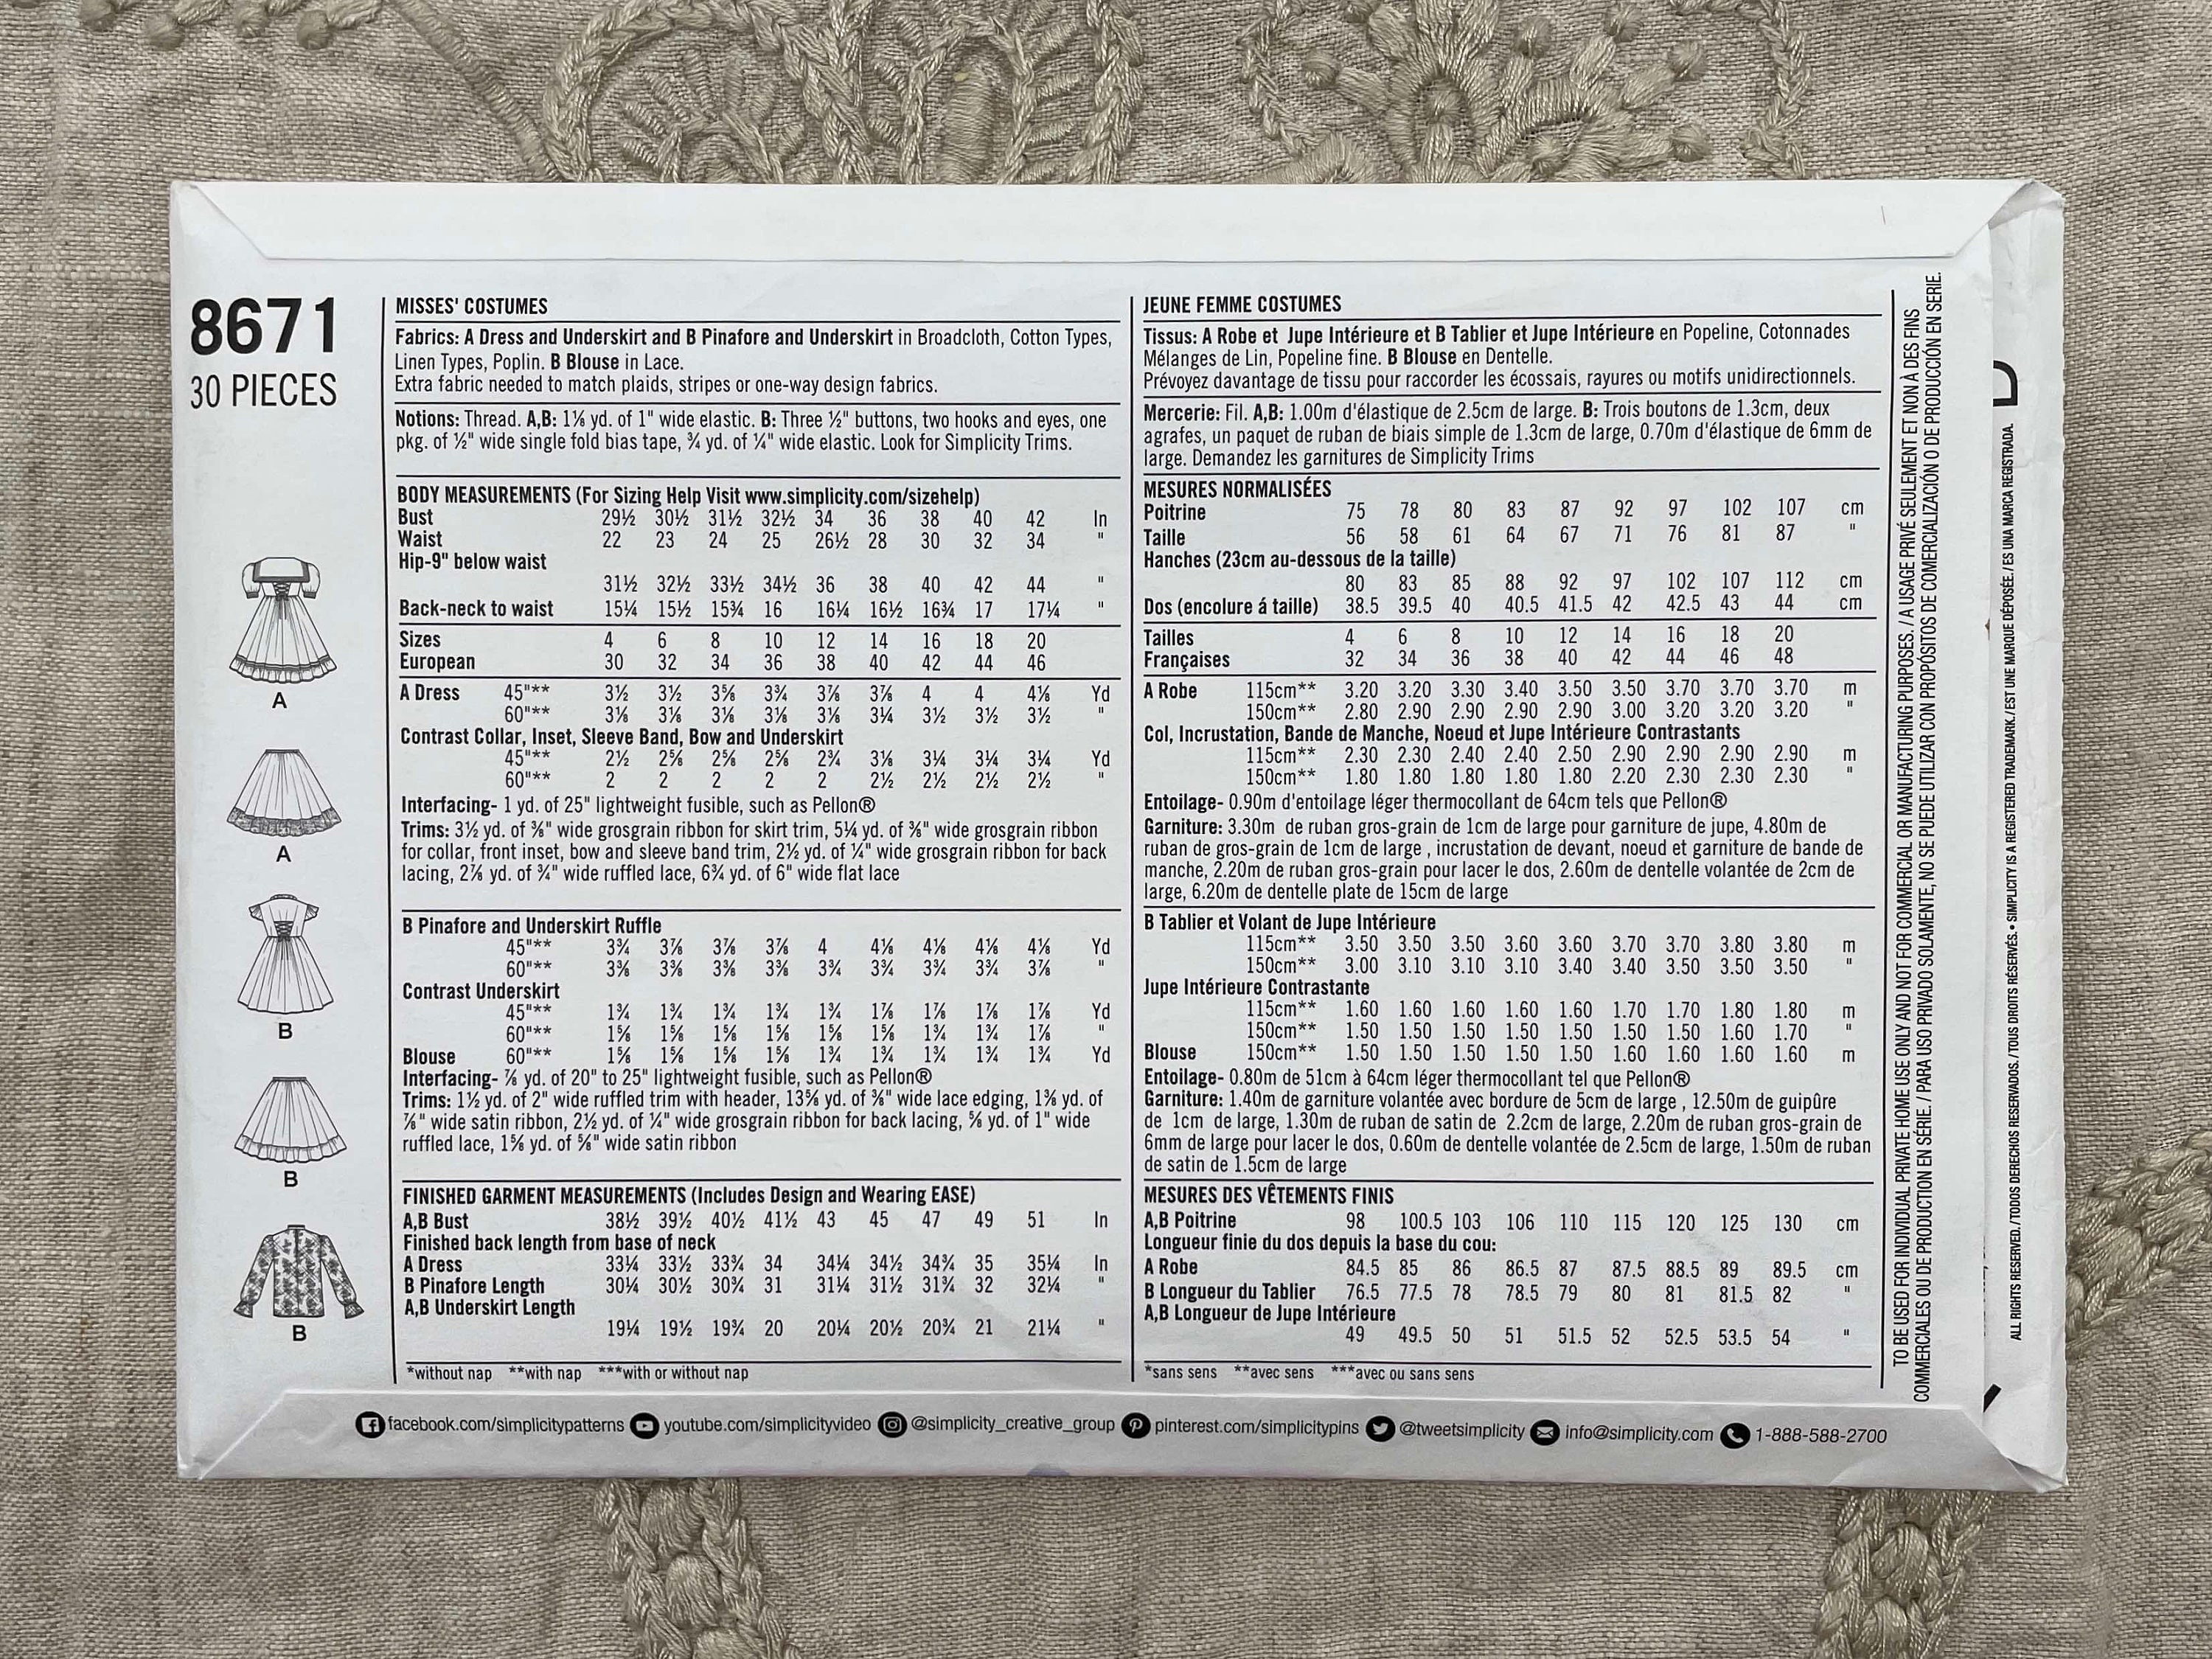 8671
30 PIECES
A
A
B
B
B
MISSES' COSTUMES
Fabrics: A Dress and Underskirt and B Pinafore and Underskirt in Broadcloth, Cotton Types,
Linen Types, Poplin. B Blouse in Lace.
Extra fabric needed to match plaids, stripes or one-way design fabrics.
Notions: Thread. A,B: 1⅛ yd. of 1" wide elastic. B: Three ½" buttons, two hooks and eyes, one
pkg. of ½" wide single fold bias tape, ¾ yd. of ¼" wide elastic. Look for Simplicity Trims.
BODY MEASUREMENTS (For Sizing Help Visit www.simplicity.com/sizehelp)
Bust 29½ 30½ 31½ 32½ 34 36 38 40 42 In
Waist 22 23 24 25 26½ 28 30 32 34 "
Hip-9" below waist
31½ 32½ 33½ 34½ 36 38 40 42 44 "
Back-neck to waist 15¼ 15½ 15¾ 16 16¼ 16½ 16¾ 17 17¼ "
Sizes 4 6 8 10 12 14 16 18 20
European 30 32 34 36 38 40 42 44 46
A Dress 45"** 3½ 3½ 3⅝ 3¾ 3⅞ 3⅞ 4 4 4⅛ Yd
60"** 3⅛ 3⅛ 3⅛ 3⅛ 3⅛ 3¼ 3½ 3½ 3½ "
Contrast Collar, Inset, Sleeve Band, Bow and Underskirt
45"** 2½ 2⅝ 2⅝ 2⅝ 2¾ 3⅛ 3¼ 3¼ 3¼ Yd
60"** 2 2 2 2 2 2½ 2½ 2½ 2½ "
Interfacing- 1 yd. of 25" lightweight fusible, such as Pellon®
Trims: 3½ yd. of ⅜" wide grosgrain ribbon for skirt trim, 5¼ yd. of ⅜" wide grosgrain ribbon
for collar, front inset, bow and sleeve band trim, 2½ yd. of ¼" wide grosgrain ribbon for back
lacing, 2⅞ yd. of ¾" wide ruffled lace, 6¾ yd. of 6" wide flat lace
B Pinafore and Underskirt Ruffle
45"** 3¾ 3⅞ 3⅞ 3⅞ 4 4⅛ 4⅛ 4⅛ 4⅛ Yd
60"** 3⅜ 3⅜ 3⅜ 3⅜ 3¾ 3¾ 3¾ 3¾ 3⅞ "
Contrast Underskirt
45"** 1¾ 1¾ 1¾ 1¾ 1¾ 1⅞ 1⅞ 1⅞ 1⅞ Yd
60"** 1⅝ 1⅝ 1⅝ 1⅝ 1⅝ 1⅝ 1¾ 1¾ 1⅞ "
Blouse 60"** 1⅝ 1⅝ 1⅝ 1⅝ 1¾ 1¾ 1¾ 1¾ 1¾ Yd
Interfacing- ⅞ yd. of 20" to 25" lightweight fusible, such as Pellon®
Trims: 1½ yd. of 2" wide ruffled trim with header, 13⅝ yd. of ⅜" wide lace edging, 1⅜ yd. of
⅞" wide satin ribbon, 2½ yd. of ¼" wide grosgrain ribbon for back lacing, ⅝ yd. of 1" wide
ruffled lace, 1⅝ yd. of ⅝" wide satin ribbon
FINISHED GARMENT MEASUREMENTS (Includes Design and Wearing EASE)
A,B Bust 38½ 39½ 40½ 41½ 43 45 47 49 51 In
Finished back length from base of neck
A Dress 33¼ 33½ 33¾ 34 34¼ 34½ 34¾ 35 35¼ In
B Pinafore Length 30¼ 30½ 30¾ 31 31¼ 31½ 31¾ 32 32¼ "
A,B Underskirt Length
19¼ 19½ 19¾ 20 20¼ 20½ 20¾ 21 21¼ "
*without nap **with nap ***with or without nap
JEUNE FEMME COSTUMES
Tissus: A Robe et Jupe Intérieure et B Tablier et Jupe Intérieure en Popeline, Cotonnades
Mélanges de Lin, Popeline fine. B Blouse en Dentelle.
Prévoyez davantage de tissu pour raccorder les écossais, rayures ou motifs unidirectionnels.
Mercerie: Fil. A,B: 1.00m d'élastique de 2.5cm de large. B: Trois boutons de 1.3cm, deux
agrafes, un paquet de ruban de biais simple de 1.3cm de large, 0.70m d'élastique de 6mm de
large. Demandez les garnitures de Simplicity Trims
MESURES NORMALISÉES
Poitrine 75 78 80 83 87 92 97 102 107 cm
Taille 56 58 61 64 67 71 76 81 87 "
Hanches (23cm au-dessous de la taille)
80 83 85 88 92 97 102 107 112 cm
Dos (encolure á taille) 38.5 39.5 40 40.5 41.5 42 42.5 43 44 cm
Tailles 4 6 8 10 12 14 16 18 20
Françaises 32 34 36 38 40 42 44 46 48
A Robe 115cm** 3.20 3.20 3.30 3.40 3.50 3.50 3.70 3.70 3.70 m
150cm** 2.80 2.90 2.90 2.90 2.90 3.00 3.20 3.20 3.20 "
Col, Incrustation, Bande de Manche, Noeud et Jupe Intérieure Contrastants
115cm** 2.30 2.30 2.40 2.40 2.50 2.90 2.90 2.90 2.90 m
150cm** 1.80 1.80 1.80 1.80 1.80 2.20 2.30 2.30 2.30 "
Entoilage- 0.90m d'entoilage léger thermocollant de 64cm tels que Pellon®
Garniture: 3.30m de ruban gros-grain de 1cm de large pour garniture de jupe, 4.80m de
ruban de gros-grain de 1cm de large , incrustation de devant, noeud et garniture de bande de
manche, 2.20m de ruban gros-grain pour lacer le dos, 2.60m de dentelle volantée de 2cm de
large, 6.20m de dentelle plate de 15cm de large
B Tablier et Volant de Jupe Intérieure
115cm** 3.50 3.50 3.50 3.60 3.60 3.70 3.70 3.80 3.80 m
150cm** 3.00 3.10 3.10 3.10 3.40 3.40 3.50 3.50 3.50 "
Jupe Intérieure Contrastante
115cm** 1.60 1.60 1.60 1.60 1.60 1.70 1.70 1.80 1.80 m
150cm** 1.50 1.50 1.50 1.50 1.50 1.50 1.50 1.60 1.70 "
Blouse 150cm** 1.50 1.50 1.50 1.50 1.50 1.60 1.60 1.60 1.60 m
Entoilage- 0.80m de 51cm à 64cm léger thermocollant tel que Pellon®
Garniture: 1.40m de garniture volantée avec bordure de 5cm de large , 12.50m de guipûre
de 1cm de large, 1.30m de ruban de satin de 2.2cm de large, 2.20m de ruban gros-grain de
6mm de large pour lacer le dos, 0.60m de dentelle volantée de 2.5cm de large, 1.50m de ruban
de satin de 1.5cm de large
MESURES DES VÊTEMENTS FINIS
A,B Poitrine 98 100.5 103 106 110 115 120 125 130 cm
Longueur finie du dos depuis la base du cou:
A Robe 84.5 85 86 86.5 87 87.5 88.5 89 89.5 cm
B Longueur du Tablier 76.5 77.5 78 78.5 79 80 81 81.5 82 "
A,B Longueur de Jupe Intérieure
49 49.5 50 51 51.5 52 52.5 53.5 54 "
*sans sens **avec sens ***avec ou sans sens
TO BE USED FOR INDIVIDUAL PRIVATE HOME USE ONLY AND NOT FOR COMMERCIAL OR MANUFACTURING PURPOSES. / A USAGE PRIVÉ SEULEMENT ET NON À DES FINS
COMMERCIALES OU DE PRODUCTION EN SÉRIE. / PARA USO PRIVADO SOLAMENTE, NO SE PUEDE UTILIZAR CON PROPÓSITOS DE COMERCIALIZACIÓN O DE PRODUCCIÓN EN SERIE.
ALL RIGHTS RESERVED. / TODOS DERECHOS RESERVADOS. / TOUS DROITS RÉSERVÉS. • SIMPLICITY IS A REGISTERED TRADEMARK. / EST UNE MARQUE DÉPOSÉE. / ES UNA MARCA REGISTRADA.
facebook.com/simplicitypatterns youtube.com/simplicityvideo @simplicity_creative_group pinterest.com/simplicitypins @tweetsimplicity info@simplicity.com 1-888-588-2700